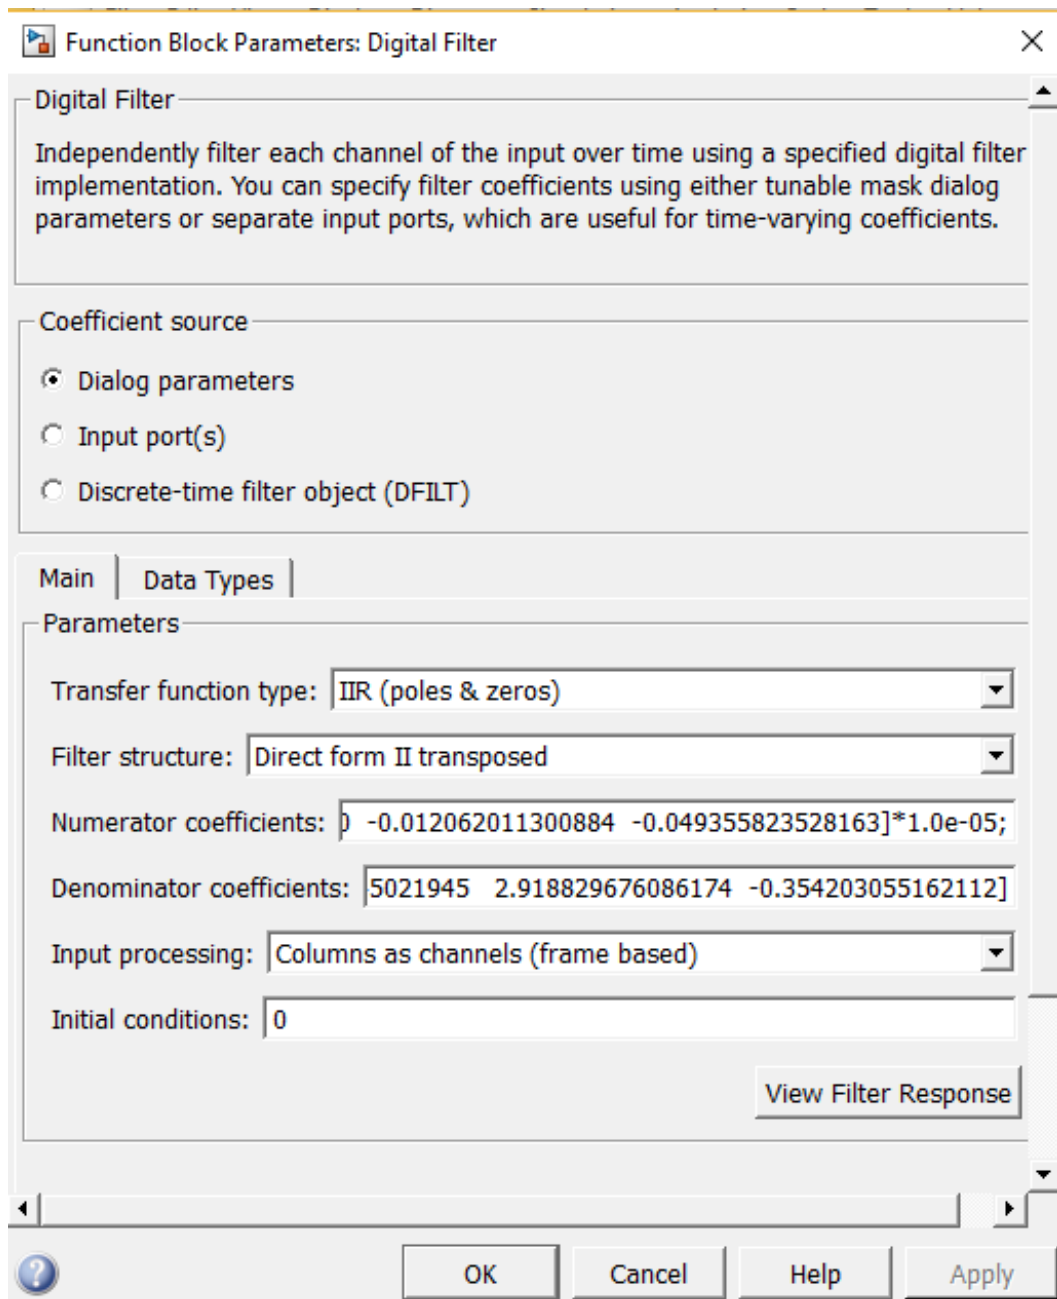 Function Block Parameters: Digital Filter
Digital Filter
Independently filter each channel of the input over time using a specified digital filter
implementation. You can specify filter coefficients using either tunable mask dialog
parameters or separate input ports, which are useful for time-varying coefficients.
Coefficient source
Dialog parameters
Input port(s)
Discrete-time filter object (DFILT)
Main Data Types
Parameters
Transfer function type: IIR (poles & zeros)
Filter structure: Direct form II transposed
Numerator coefficients: -0.012062011300884 -0.049355823528163]*1.0e-05;
Denominator coefficients: 5021945 2.918829676086174 -0.354203055162112]
Input processing: Columns as channels (frame based)
Initial conditions: 0
View Filter Response
? OK Cancel Help Apply